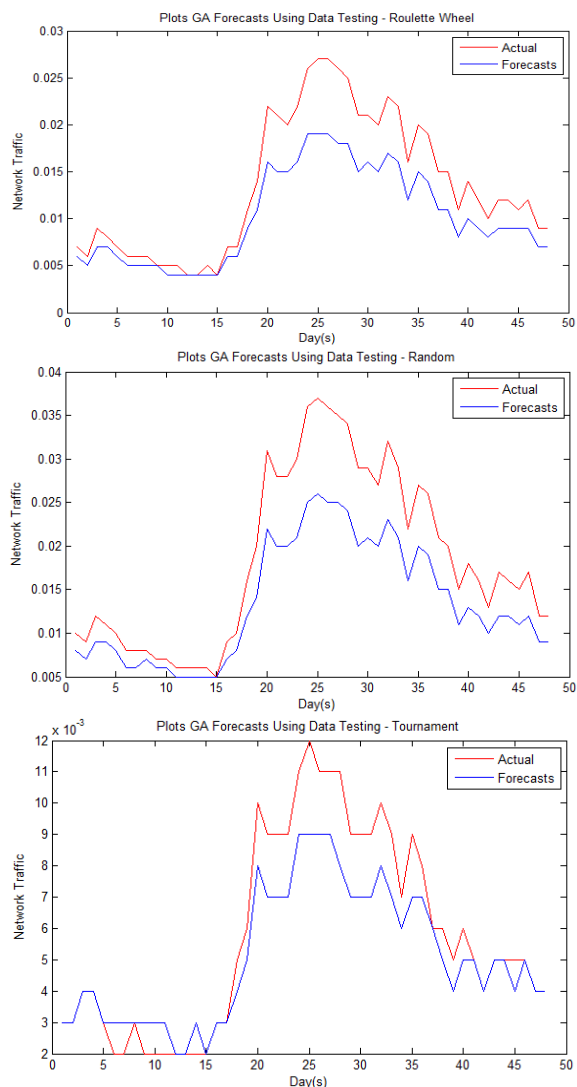 Plots GA Forecasts Using Data Testing - Roulette Wheel
0.03
0.025
0.02
0.015
0.01
0.005
0
Network Traffic
Actual
Forecasts
0 5 10 15 20 25 30 35 40 45 50
Day(s)
Plots GA Forecasts Using Data Testing - Random
0.04
0.035
0.03
0.025
0.02
0.015
0.01
0.005
Network Traffic
Actual
Forecasts
0 5 10 15 20 25 30 35 40 45 50
Day(s)
Plots GA Forecasts Using Data Testing - Tournament
x 10⁻³
12
11
10
9
8
7
6
5
4
3
2
Network Traffic
Actual
Forecasts
0 5 10 15 20 25 30 35 40 45 50
Day(s)